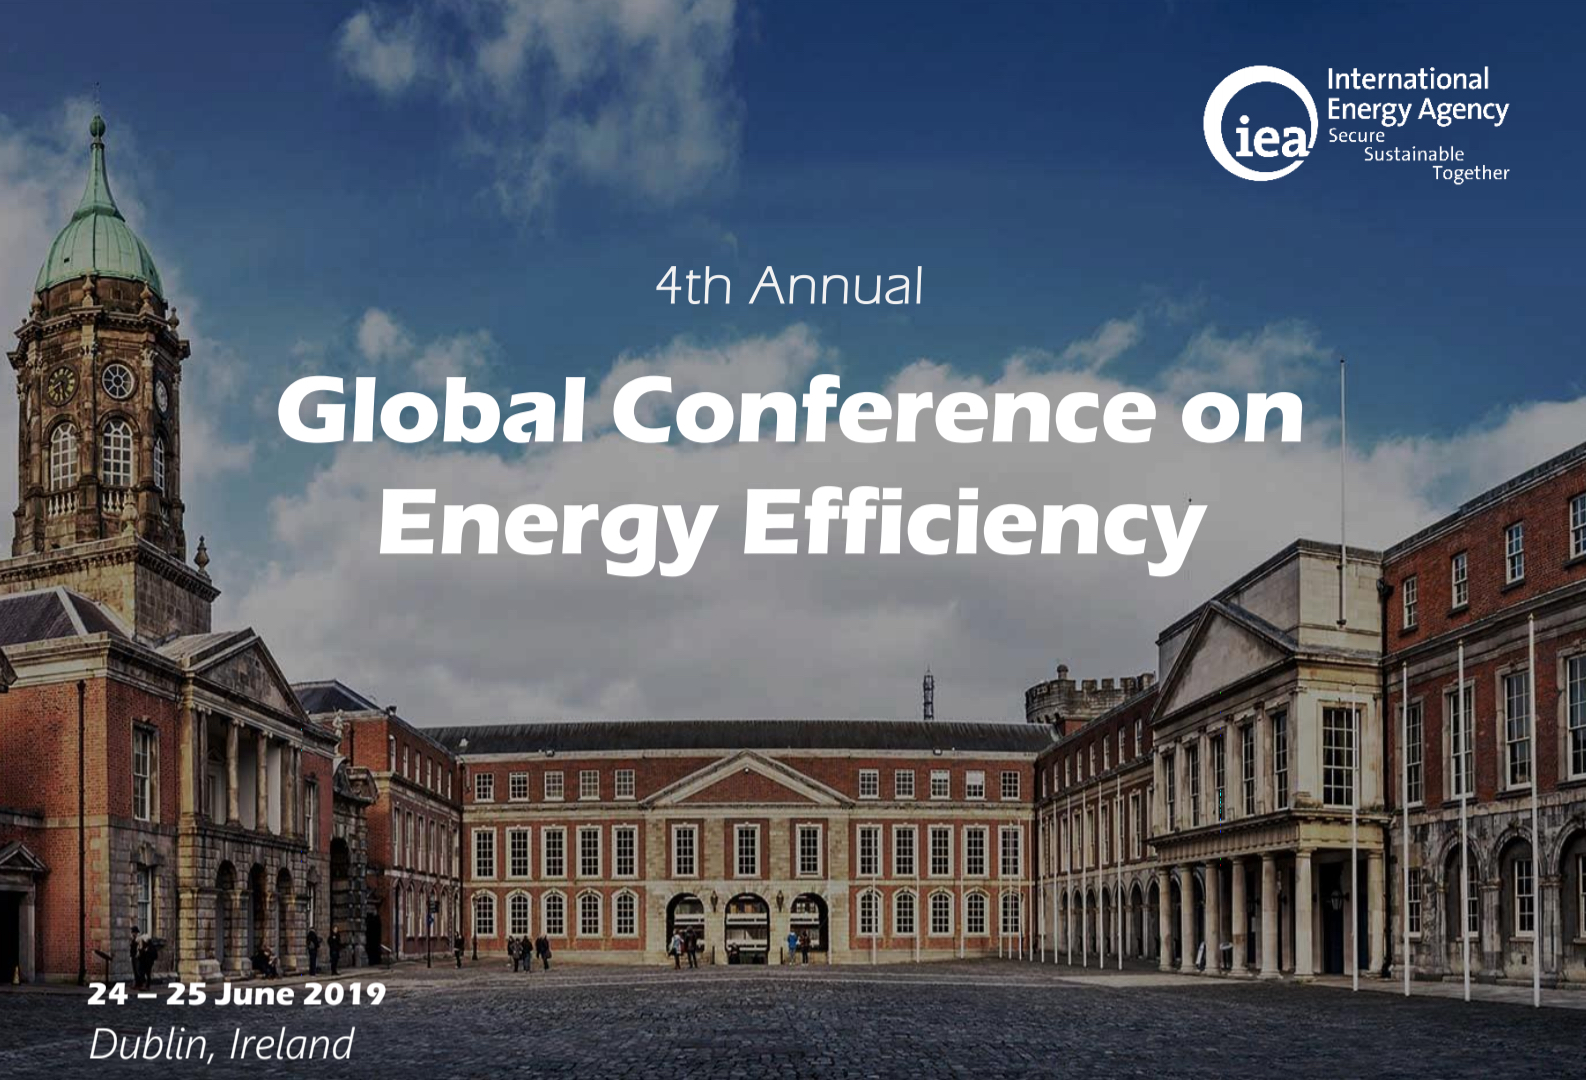 iea
International
Energy Agency
Secure
Sustainable
Together
4th Annual
Global Conference on
Energy Efficiency
24 – 25 June 2019
Dublin, Ireland